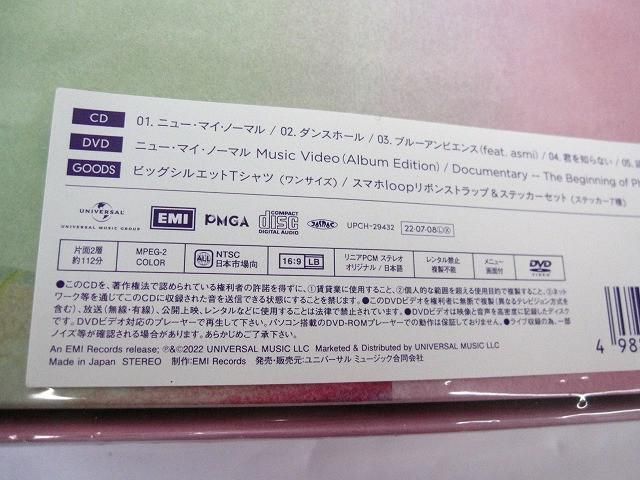 CD 01. ニュー・マイ・ノーマル / 02. ダンスホール / 03. ブルーアンビエンス(feat. asmi) / 04. 君を知らない / 05.
DVD ニュー・マイ・ノーマル Music Video (Album Edition) / Documentary -- The Beginning of Ph
GOODS ビッグシルエットTシャツ (ワンサイズ) / スマホloopリボンストラップ&ステッカーセット (ステッカー7種)
UNIVERSAL
UNIVERSAL MUSIC GROUP
EMI PMGA COMPACT disc DIGITAL AUDIO UPCH-29432 22・07・08 Ⓛ Ⓧ
片面2層 約112分
MPEG-2 COLOR
ALL NTSC 日本市場向
16:9 LB
リニアPCM ステレオ オリジナル / 日本語
レンタル禁止 複製不能
メニュー 画面付
DVD VIDEO
●このCDを、著作権法で認められている権利者の許諾を得ずに、①賃貸業に使用すること、②個人的な範囲を超える使用目的で複製すること、③ネット
ワーク等を通じてこのCDに収録された音を送信できる状態にすることを禁じます。 ●このDVDビデオを権利者に無断で複製(異なるテレビジョン方式を
含む)、放送(無線・有線)、公開上映、レンタルなどに使用することは法律で禁止されています。 ●DVDビデオは映像と音声を高密度に記録したディスク
です。DVDビデオ対応のプレーヤーで再生して下さい。パソコン搭載のDVD-ROMプレーヤーでの動作は保証しておりません。 ●ライブ収録の為、一部
ノイズ等が確認される場合があります。あらかじめご了承下さい。
An EMI Records release; ℗&©2022 UNIVERSAL MUSIC LLC Marketed & Distributed by UNIVERSAL MUSIC LLC
Made in Japan STEREO 制作:EMI Records 発売・販売元:ユニバーサル ミュージック合同会社
4 985